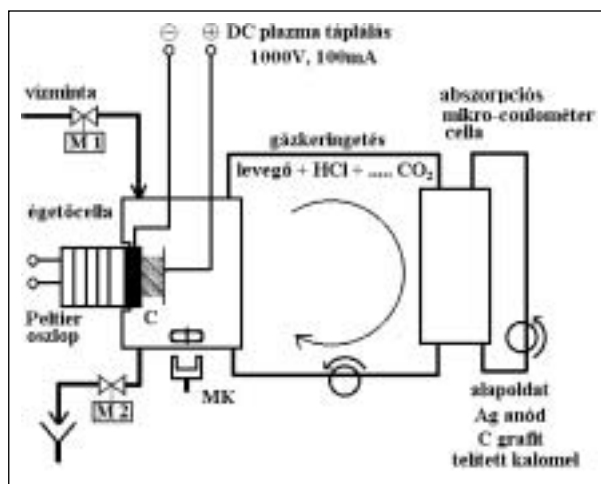 DC plazma táplálás
1000V, 100mA
vízminta
M 1
abszorpciós
mikro-coulométer
cella
gázkeringetés
levegő + HCl + ..... CO₂
égetőcella
Peltier
oszlop
C
MK
M 2
alapoldat
Ag anód
C grafit
telített kalomel